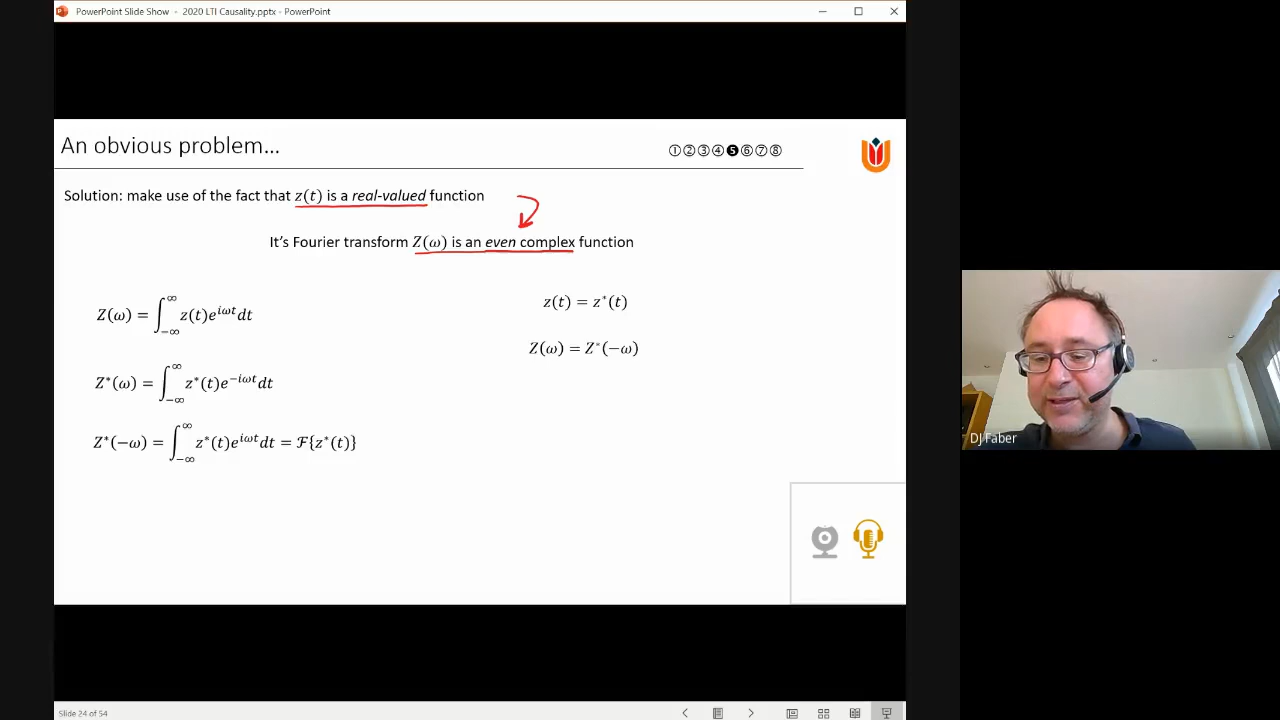 PowerPoint Slide Show - 2020 LTI Causality.pptx - PowerPoint
An obvious problem...
①②③④❺⑥⑦⑧
Solution: make use of the fact that z(t) is a real-valued function
It's Fourier transform Z(ω) is an even complex function
Z(ω) = ∫_{-∞}^{∞} z(t)e^{iωt}dt
z(t) = z*(t)
Z(ω) = Z*(−ω)
Z*(ω) = ∫_{-∞}^{∞} z*(t)e^{−iωt}dt
Z*(−ω) = ∫_{-∞}^{∞} z*(t)e^{iωt}dt = ℱ{z*(t)}
DJ Faber
Slide 24 of 54